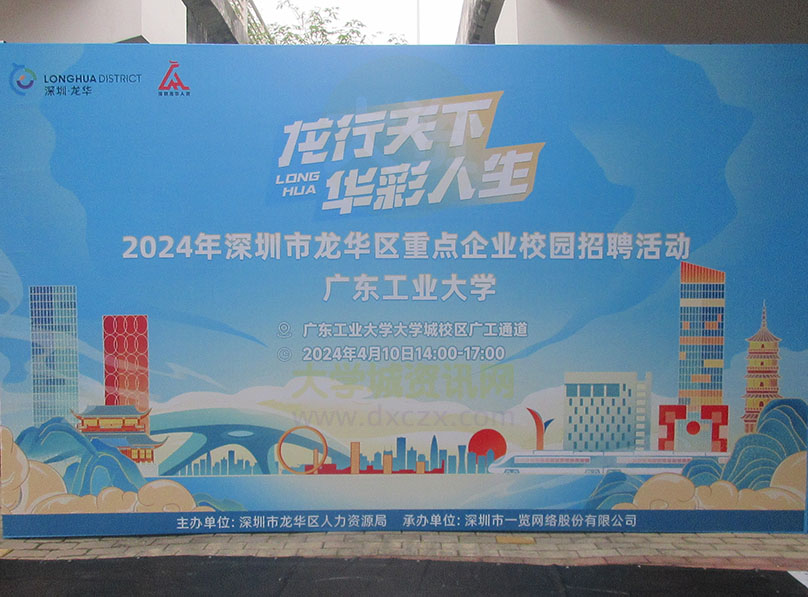 LONGHUA DISTRICT
深圳·龙华
龙行天下
LONG
HUA
华彩人生
2024年深圳市龙华区重点企业校园招聘活动
广东工业大学
广东工业大学大学城校区广工通道
2024年4月10日14:00-17:00
大学城资讯网
www.dxczx.com
主办单位: 深圳市龙华区人力资源局 承办单位: 深圳市一览网络股份有限公司